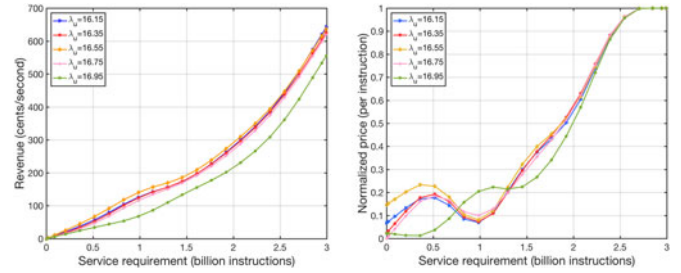 700
600
500
400
300
200
100
0
0 0.5 1 1.5 2 2.5 3
Revenue (cents/second)
Service requirement (billion instructions)
λu=16.15
λu=16.35
λu=16.55
λu=16.75
λu=16.95
1
0.9
0.8
0.7
0.6
0.5
0.4
0.3
0.2
0.1
0
0 0.5 1 1.5 2 2.5 3
Normalized price (per instruction)
Service requirement (billion instructions)
λu=16.15
λu=16.35
λu=16.55
λu=16.75
λu=16.95